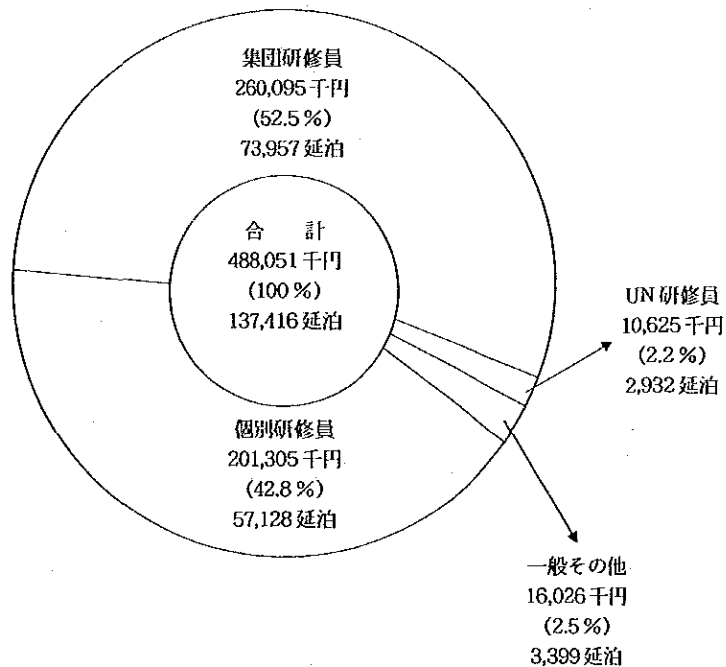 集団研修員
260,095千円
(52.5%)
73,957延泊
合 計
488,051千円
(100%)
137,416延泊
UN研修員
10,625千円
(2.2%)
2,932延泊
個別研修員
201,305千円
(42.8%)
57,128延泊
一般その他
16,026千円
(2.5%)
3,399延泊